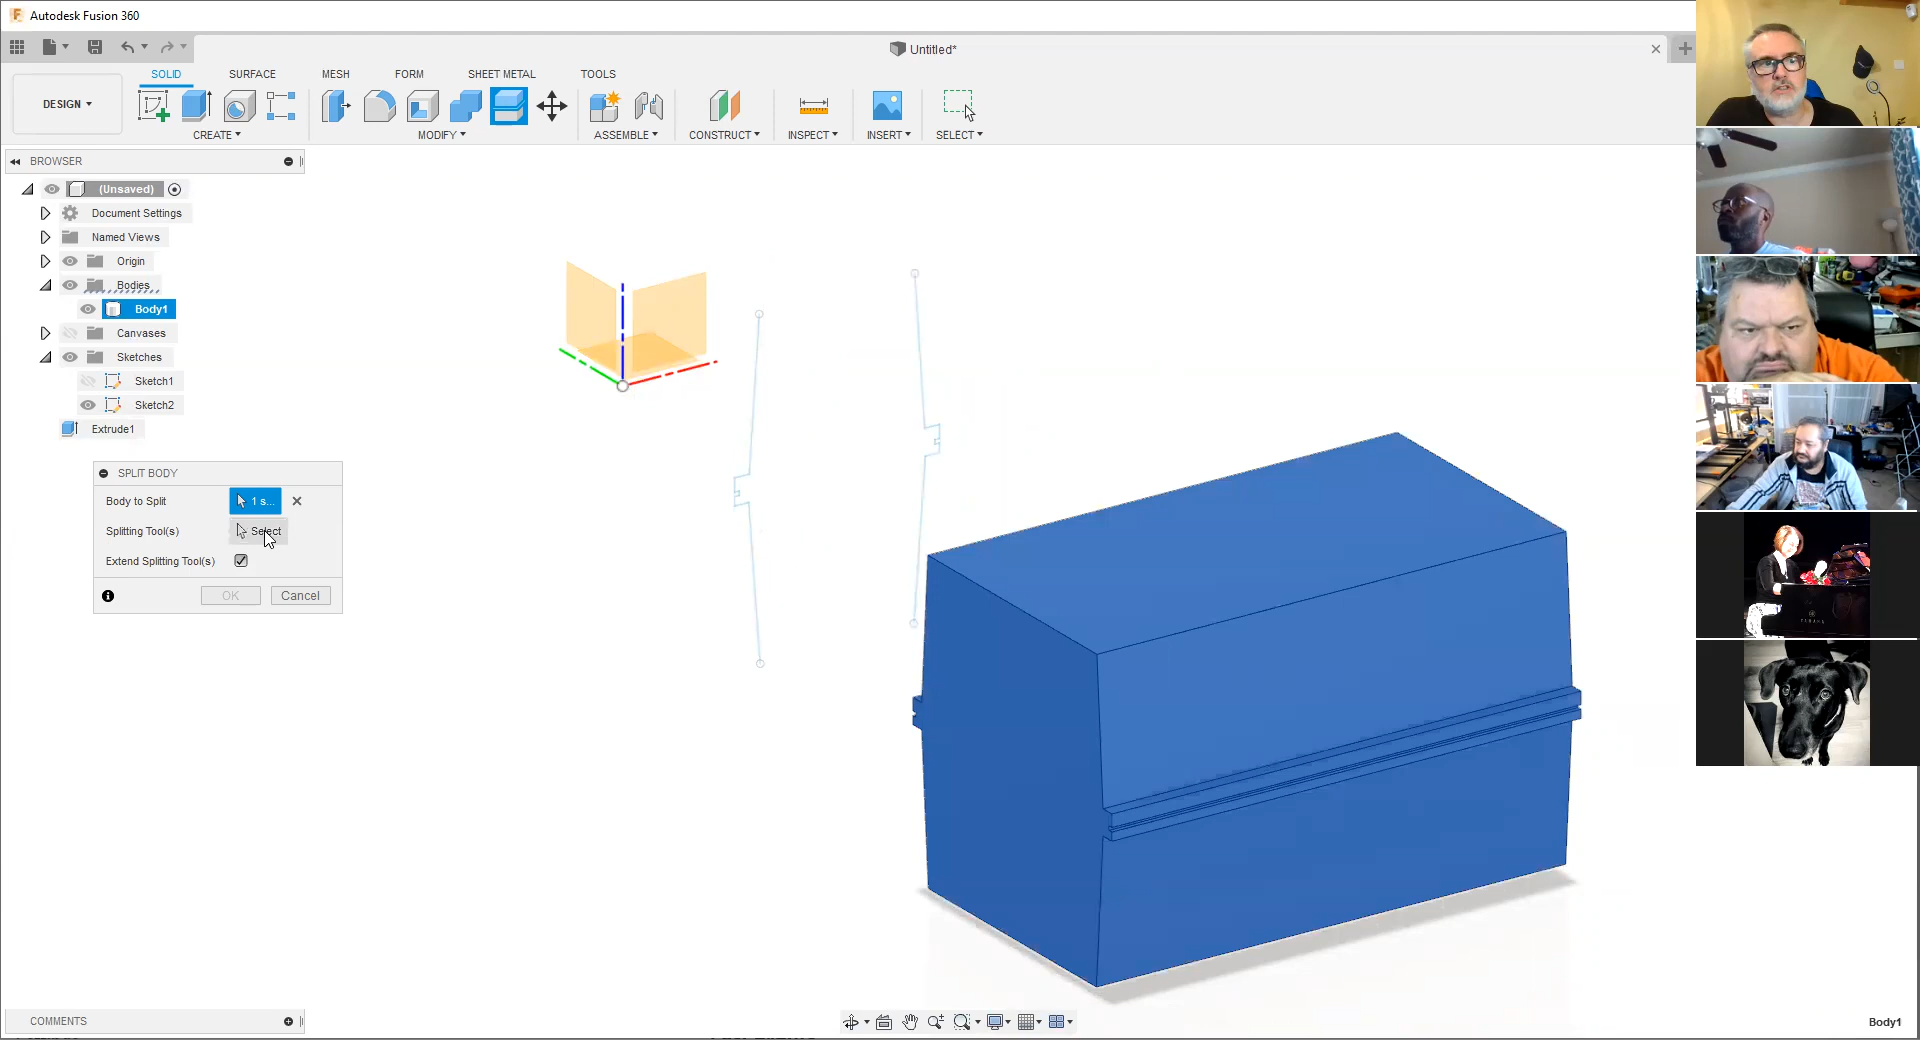 Autodesk Fusion 360
Untitled*
SOLID
SURFACE
MESH
FORM
SHEET METAL
TOOLS
DESIGN
CREATE
MODIFY
ASSEMBLE
CONSTRUCT
INSPECT
INSERT
SELECT
BROWSER
(Unsaved)
Document Settings
Named Views
Origin
Bodies
Body1
Canvases
Sketches
Sketch1
Sketch2
Extrude1
SPLIT BODY
Body to Split
1 s...
Splitting Tool(s)
Select
Extend Splitting Tool(s)
OK
Cancel
YAMAHA
COMMENTS
Body1